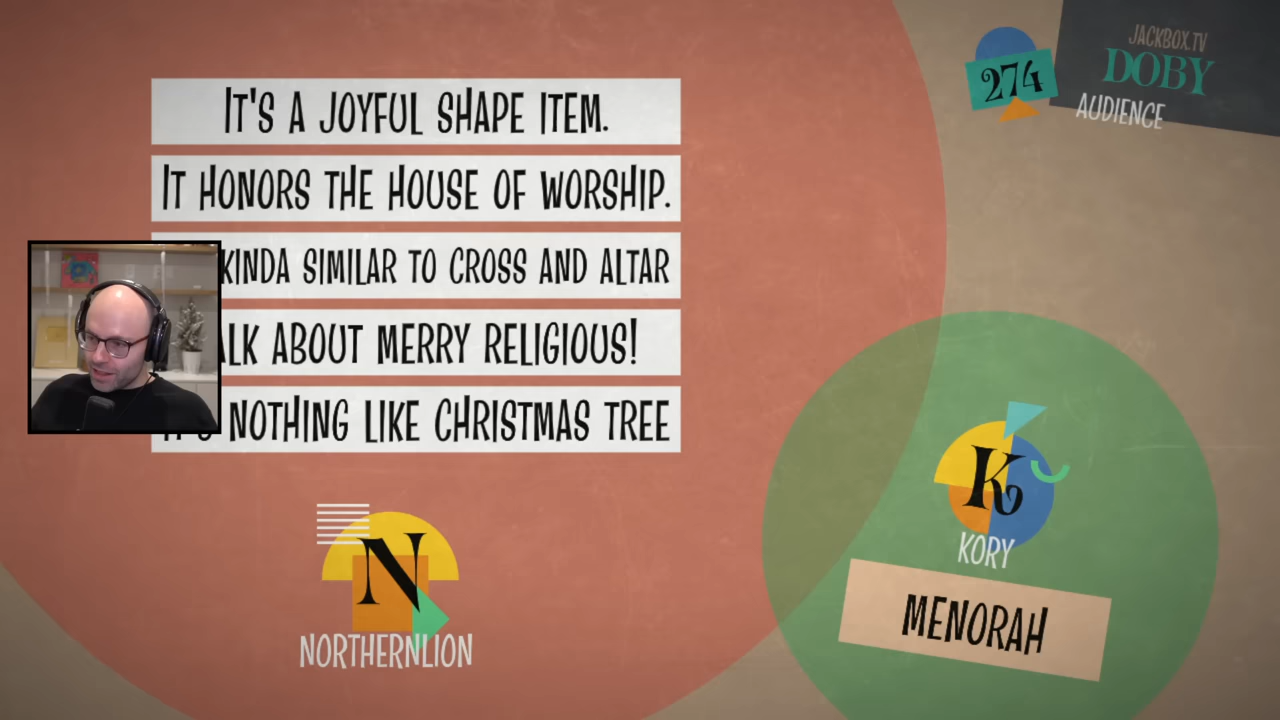 IT'S A JOYFUL SHAPE ITEM.
IT HONORS THE HOUSE OF WORSHIP.
KINDA SIMILAR TO CROSS AND ALTAR
ABOUT MERRY RELIGIOUS!
NOTHING LIKE CHRISTMAS TREE
N
NORTHERNLION
274
JACKBOX.TV
DOBY
AUDIENCE
K
KORY
MENORAH